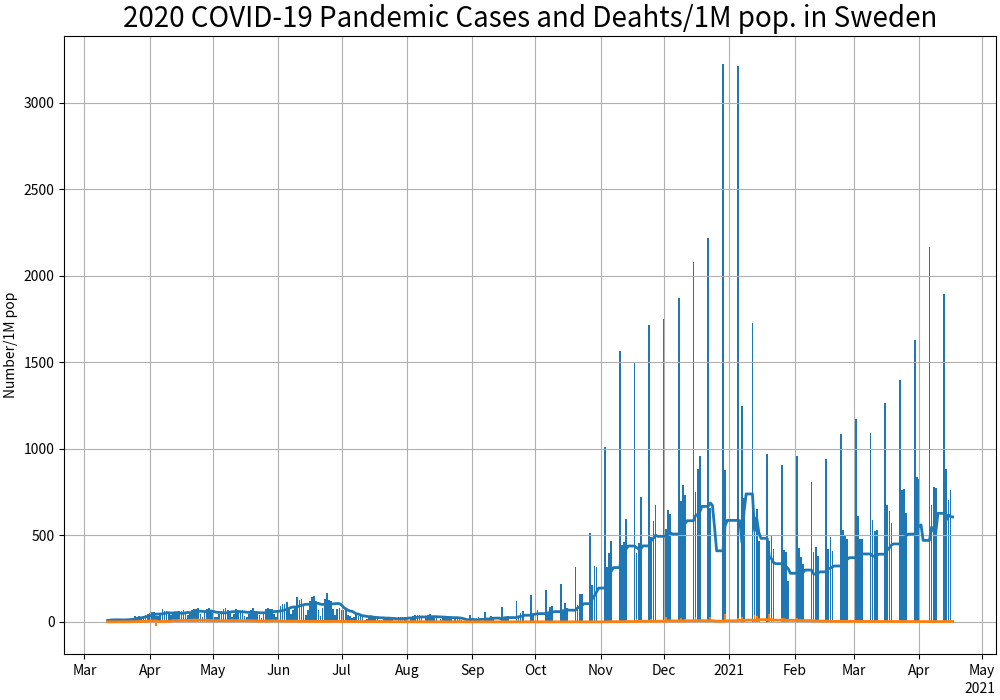 2020 COVID-19 Pandemic Cases and Deahts/1M pop. in Sweden
Number/1M pop
3000
2500
2000
1500
1000
500
0
Mar Apr May Jun Jul Aug Sep Oct Nov Dec 2021 Feb Mar Apr May
2021